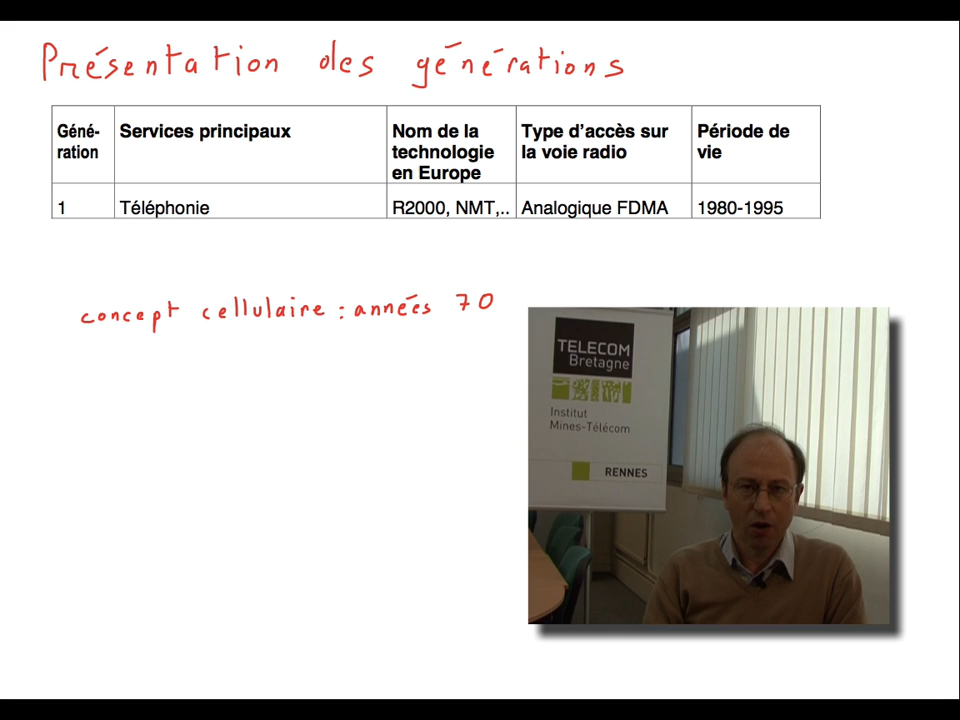 Présentation des générations
Géné-
ration
Services principaux
Nom de la
technologie
en Europe
Type d'accès sur
la voie radio
Période de
vie
1
Téléphonie
R2000, NMT,..
Analogique FDMA
1980-1995
concept cellulaire : années 70
TELECOM
Bretagne
Institut
Mines-Télécom
RENNES